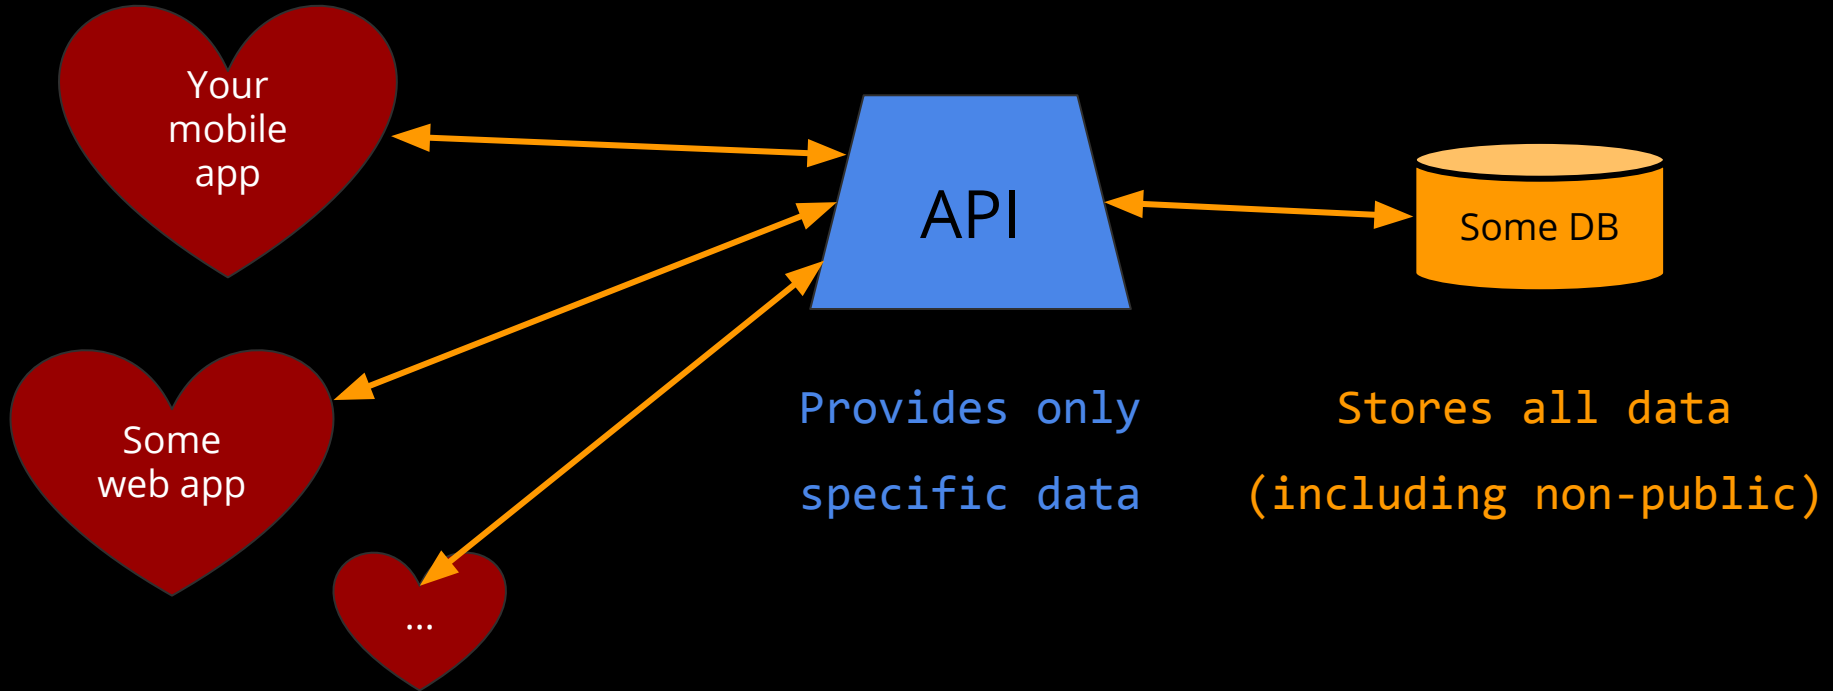 Your
mobile
app
API
Some DB
Some
web app
...
Provides only
specific data
Stores all data
(including non-public)